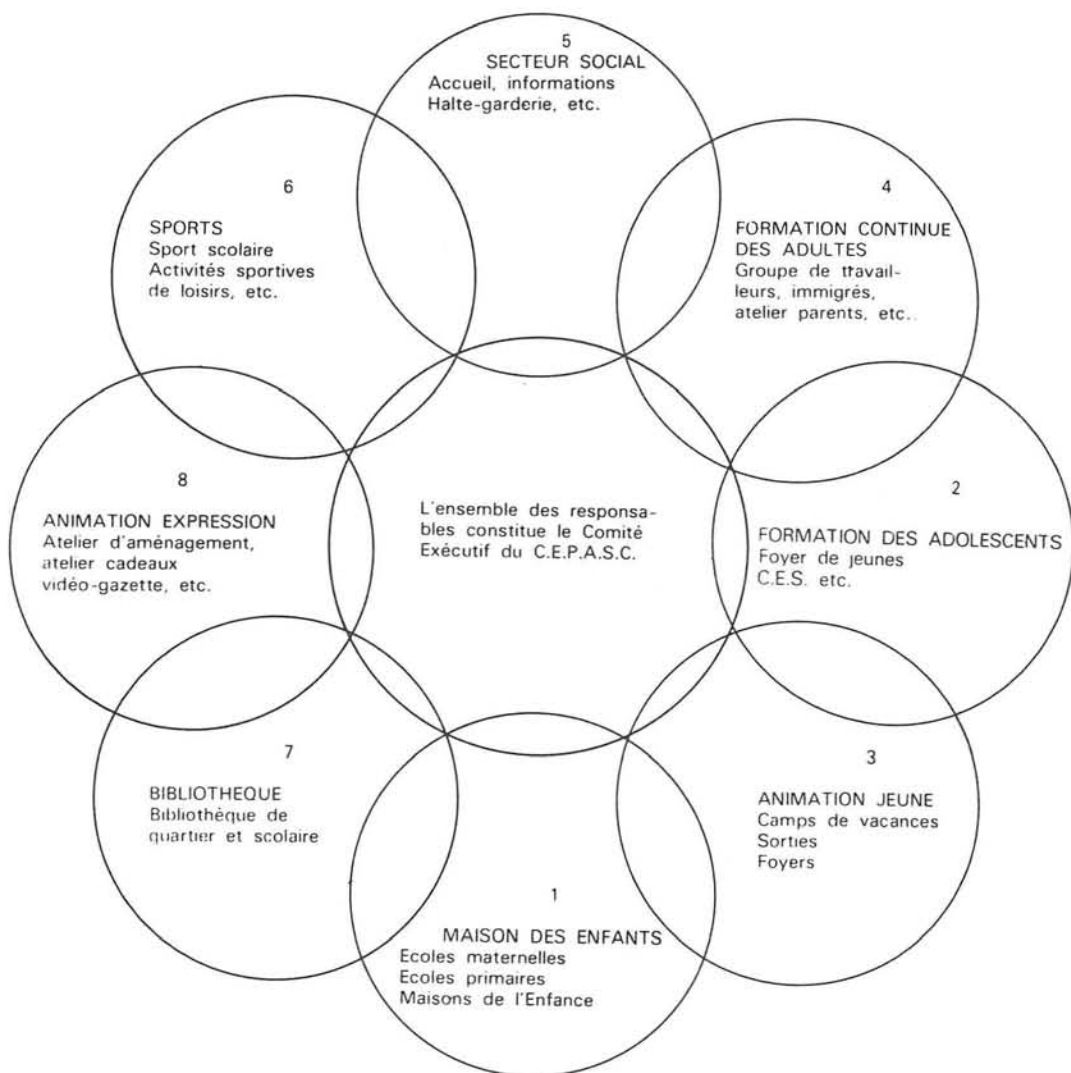 5
SECTEUR SOCIAL
Accueil, informations
Halte-garderie, etc.
6
SPORTS
Sport scolaire
Activités sportives
de loisirs, etc.
4
FORMATION CONTINUE
DES ADULTES
Groupe de travail-
leurs, immigrés,
atelier parents, etc.
8
ANIMATION EXPRESSION
Atelier d'aménagement,
atelier cadeaux
vidéo-gazette, etc.
L'ensemble des responsa-
bles constitue le Comité
Exécutif du C.E.P.A.S.C.
2
FORMATION DES ADOLESCENTS
Foyer de jeunes
C.E.S. etc.
7
BIBLIOTHEQUE
Bibliothèque de
quartier et scolaire
3
ANIMATION JEUNE
Camps de vacances
Sorties
Foyers
1
MAISON DES ENFANTS
Ecoles maternelles
Ecoles primaires
Maisons de l'Enfance